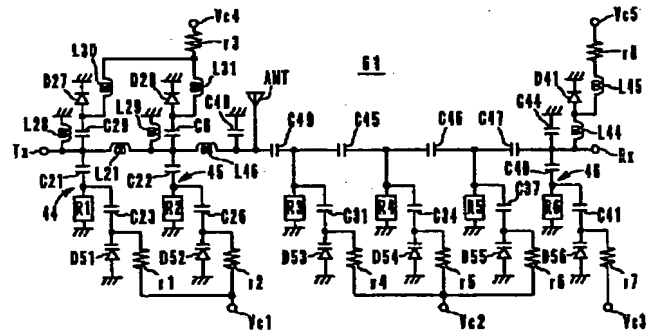 Vc4
Vc5
L30
r3
r8
D27
D28
L31
ANT
61
D41
L45
L28
C29
L29
C8
C48
C49
C45
C46
C47
C44
L44
Tx
Rx
C21
L21
C22
45
L46
C40
46
44
R1
C23
R2
C26
R3
C31
R4
C34
R5
C37
R6
C41
D51
r1
D52
r2
D53
r4
D54
r5
D55
r6
D56
r7
Vc1
Vc2
Vc3